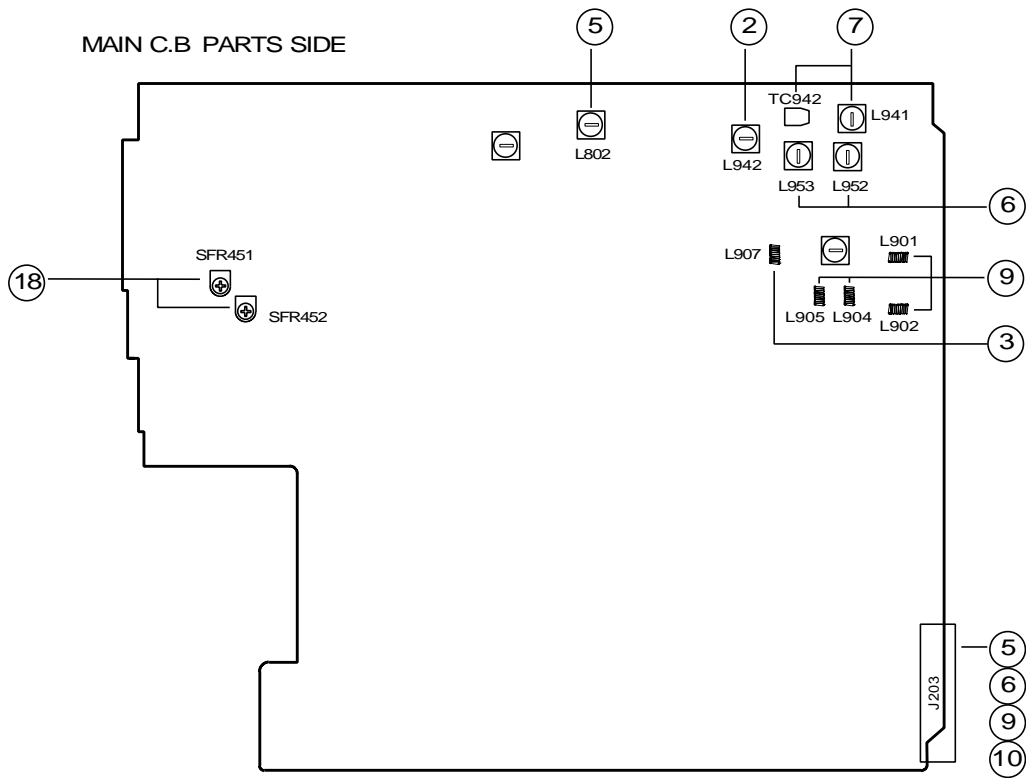 5
2
7
MAIN C.B PARTS SIDE
TC942
L941
L802
L942
L953
L952
6
L901
L907
SFR451
18
9
SFR452
L905
L904
L902
3
5
J203
6
9
10